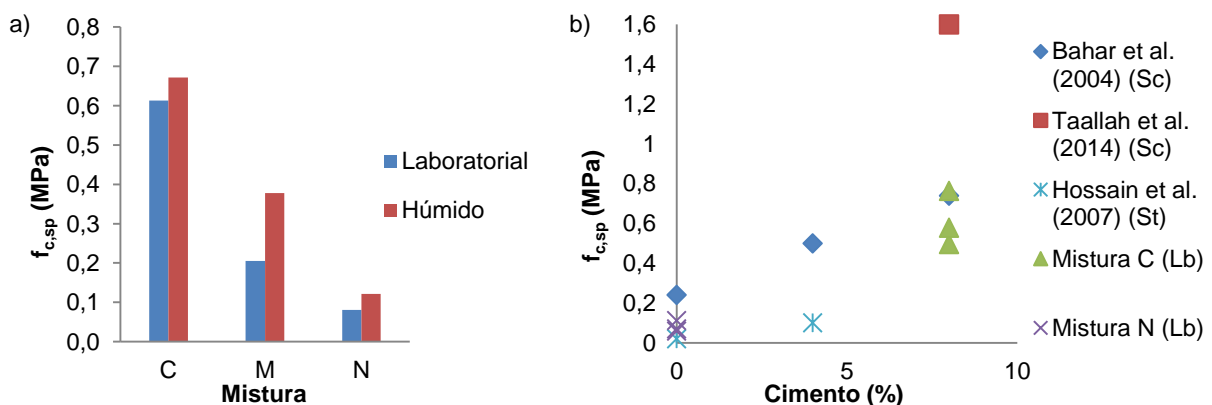 a)
0,8
0,7
0,6
0,5
0,4
0,3
0,2
0,1
0,0
fc,sp (MPa)
C M N
Mistura
Laboratorial
Húmido
b)
1,6
1,4
1,2
1
0,8
0,6
0,4
0,2
0
fc,sp (MPa)
0 5 10
Cimento (%)
Bahar et al.
(2004) (Sc)
Taallah et al.
(2014) (Sc)
Hossain et al.
(2007) (St)
Mistura C (Lb)
Mistura N (Lb)